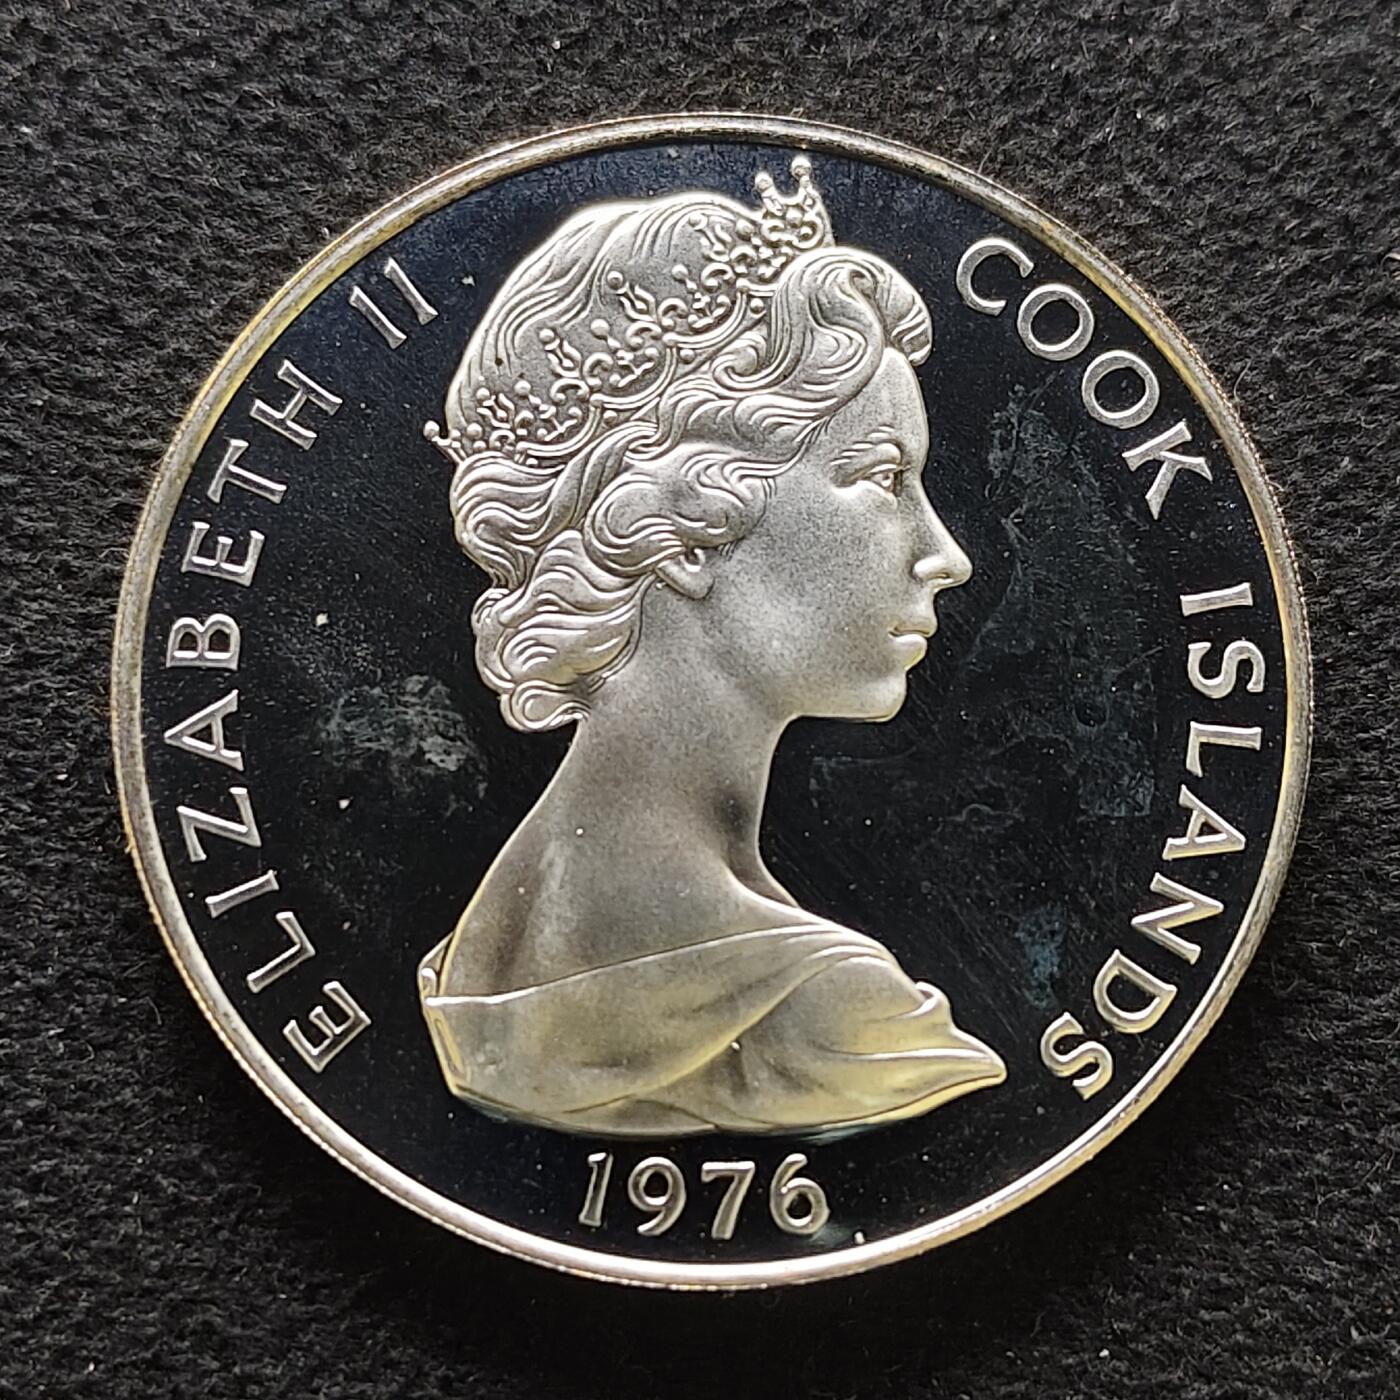 ELIZABETH II
COOK ISLANDS
1976